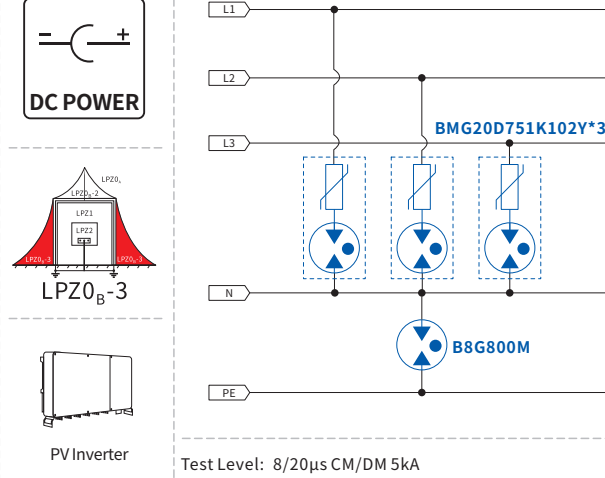 DC POWER
LPZ0A
LPZ0B-2
LPZ1
LPZ2
LPZ0B-3
LPZ0B-3
LPZ0B-3
PV Inverter
L1
L2
L3
BMG20D751K102Y*3
N
B8G800M
PE
Test Level: 8/20μs CM/DM 5kA